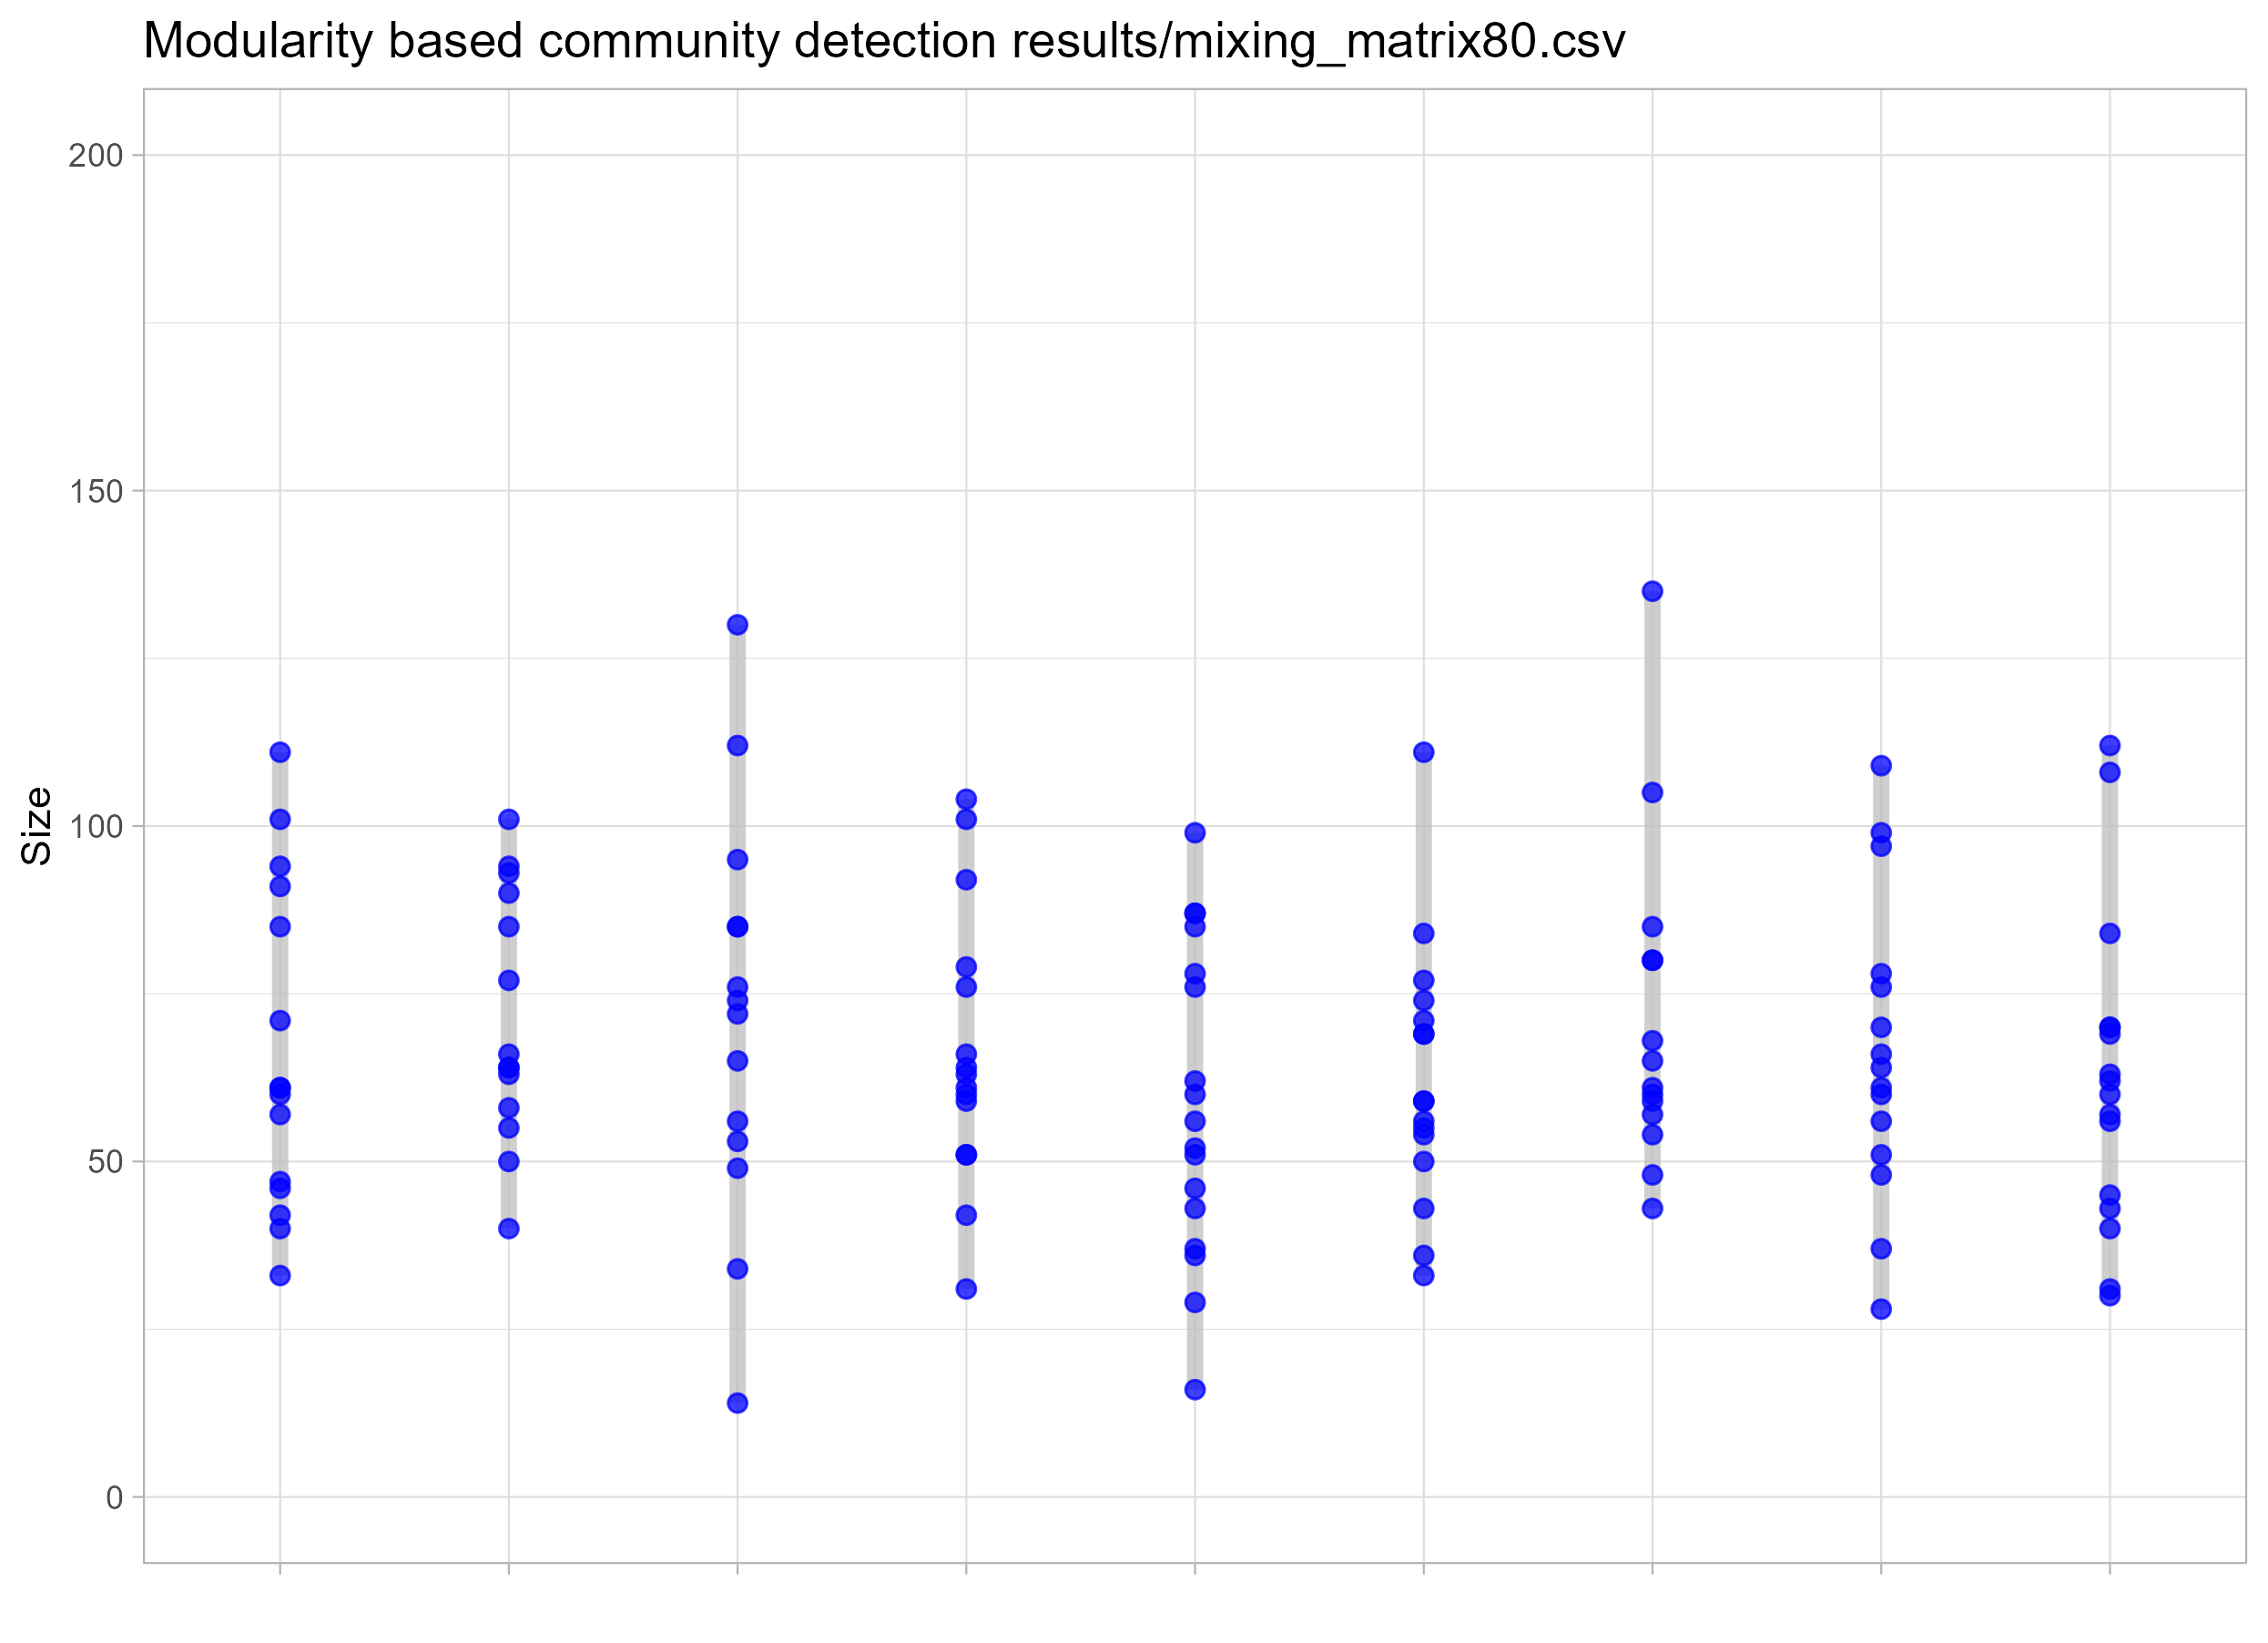 Modularity based community detection results/mixing_matrix80.csv
200
150
100
50
0
Size